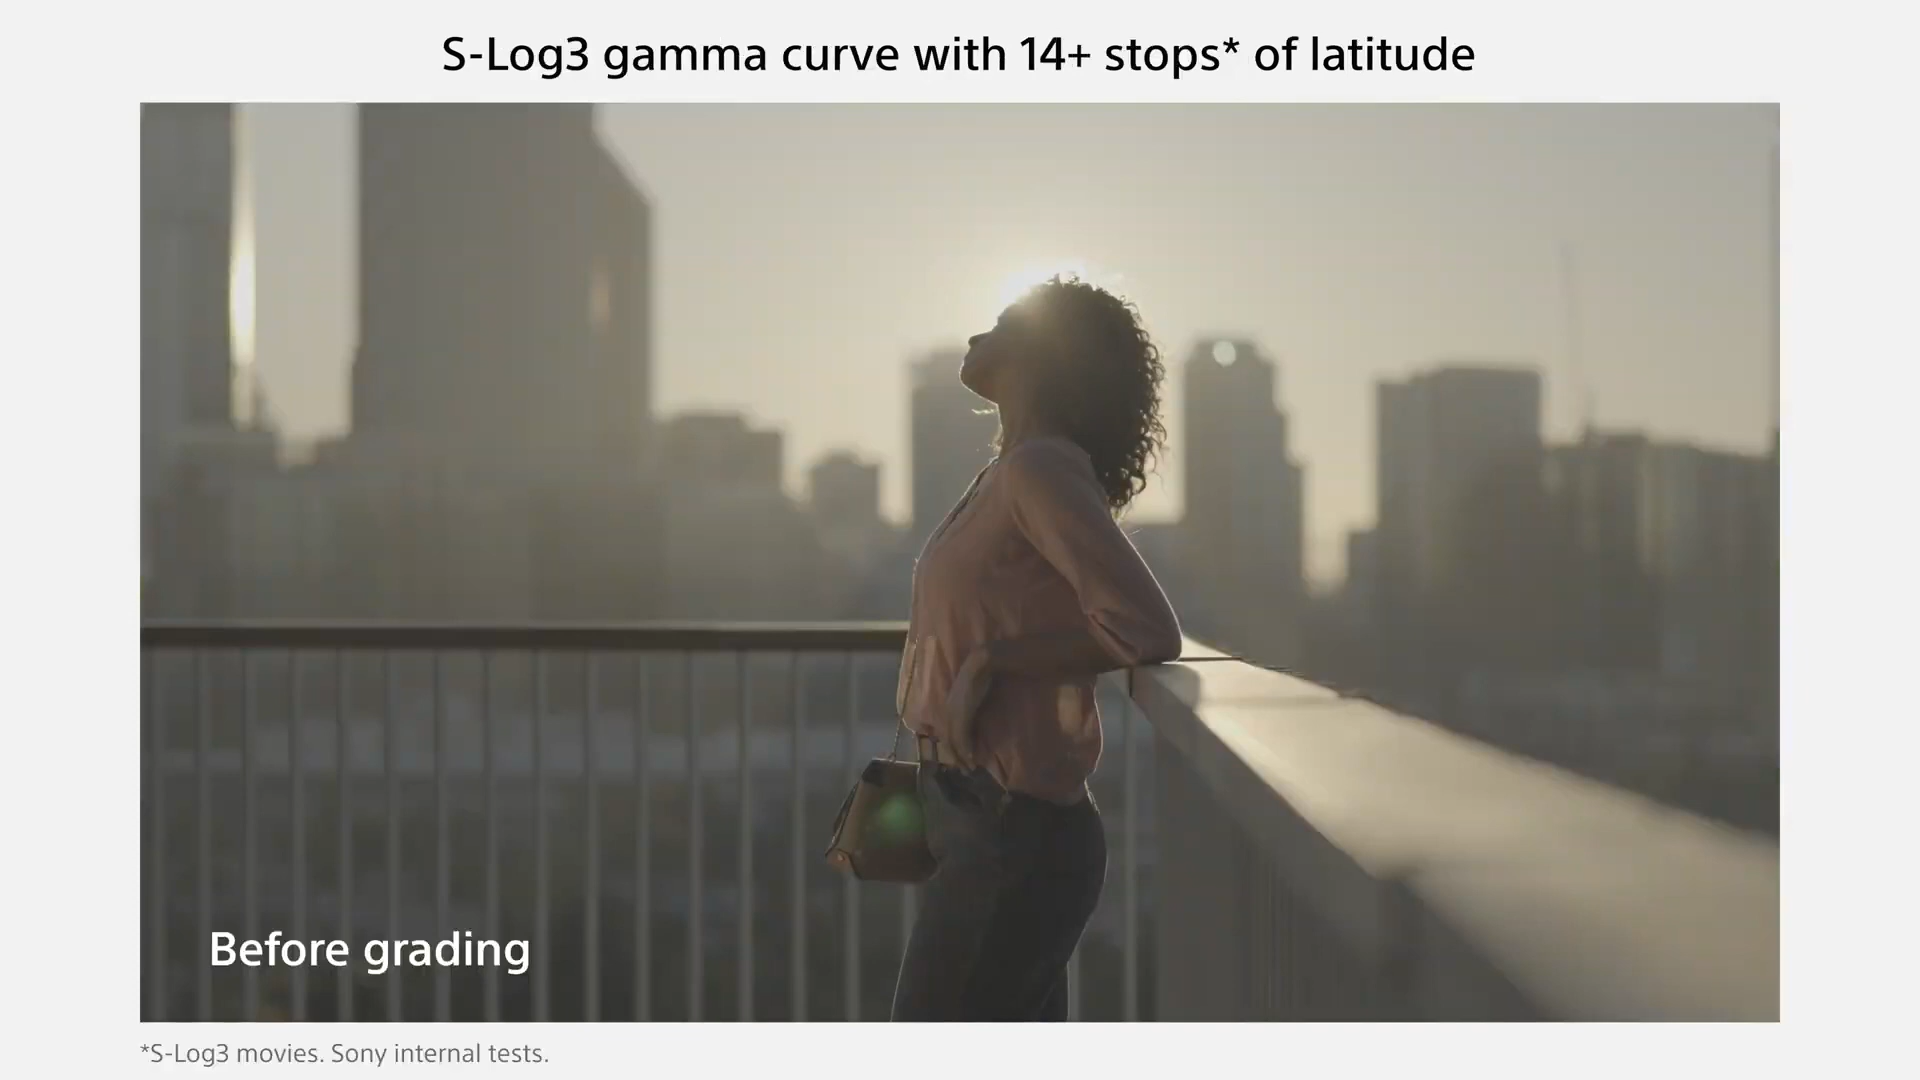 S-Log3 gamma curve with 14+ stops* of latitude
Before grading
*S-Log3 movies. Sony internal tests.